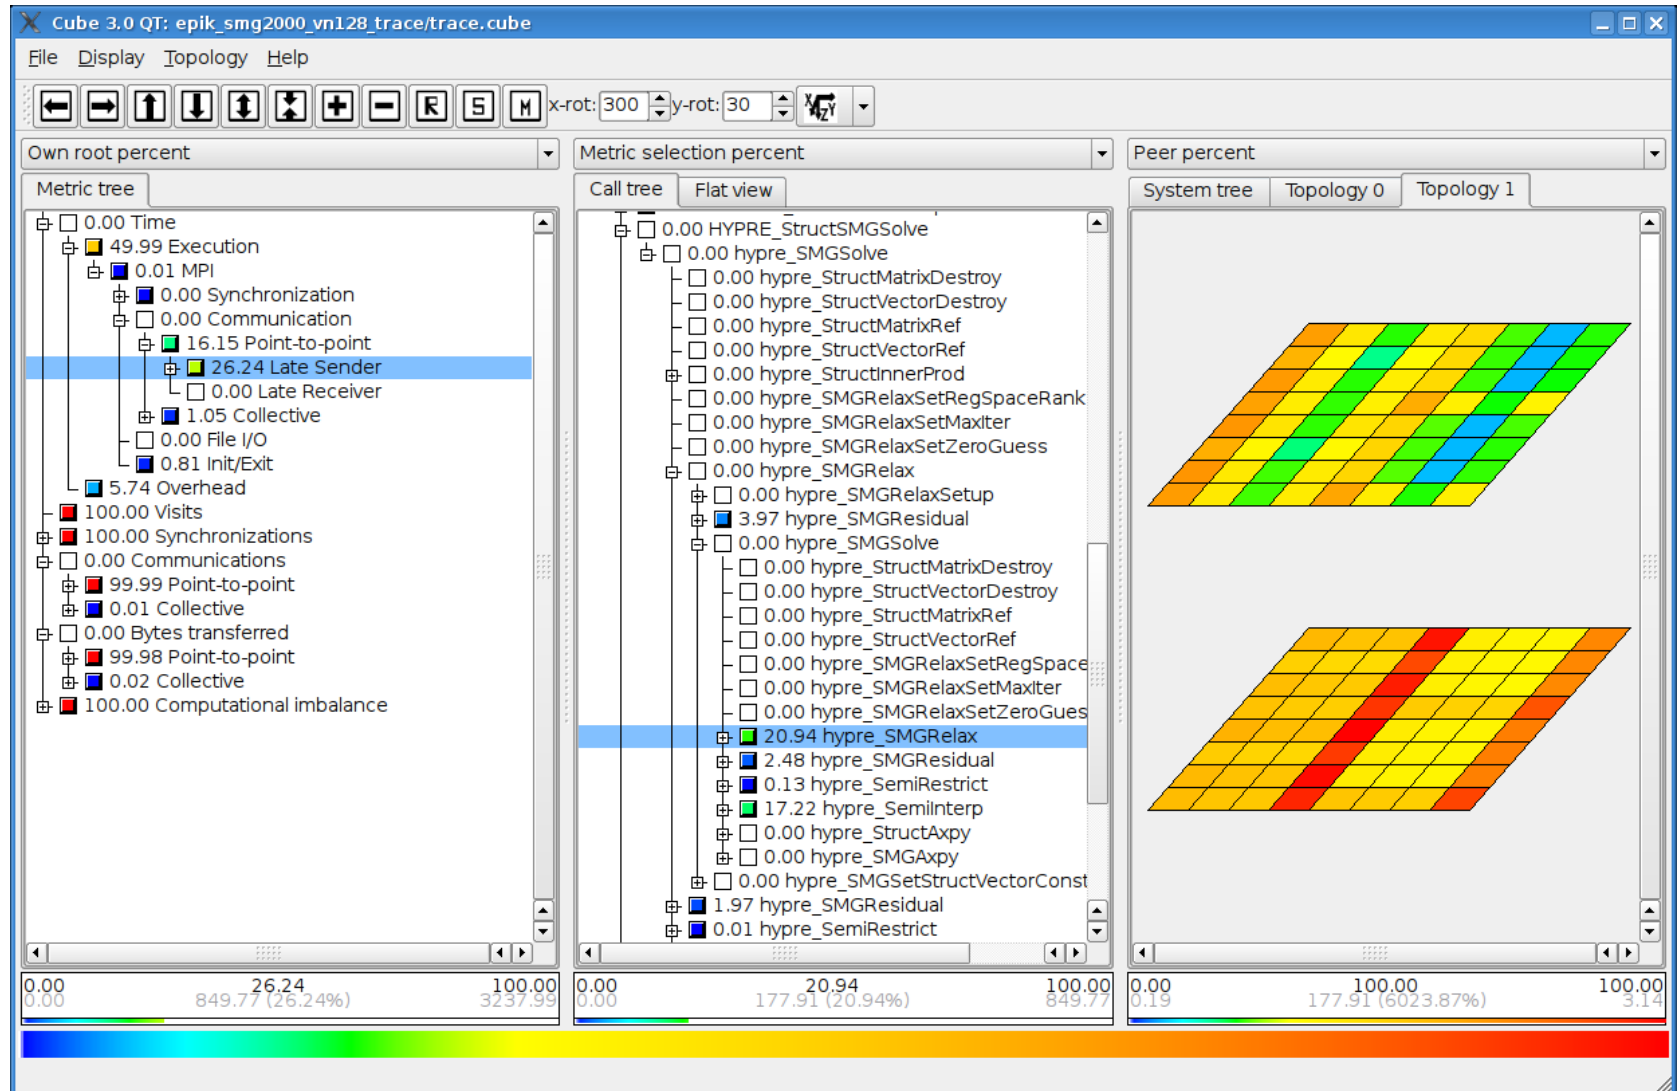 Cube 3.0 QT: epik_smg2000_vn128_trace/trace.cube
File Display Topology Help
R S M x-rot: 300 y-rot: 30 X Y Z
Own root percent
Metric tree
0.00 Time
49.99 Execution
0.01 MPI
0.00 Synchronization
0.00 Communication
16.15 Point-to-point
26.24 Late Sender
0.00 Late Receiver
1.05 Collective
0.00 File I/O
0.81 Init/Exit
5.74 Overhead
100.00 Visits
100.00 Synchronizations
0.00 Communications
99.99 Point-to-point
0.01 Collective
0.00 Bytes transferred
99.98 Point-to-point
0.02 Collective
100.00 Computational imbalance
0.00 26.24 100.00
0.00 849.77 (26.24%) 3237.99
Metric selection percent
Call tree Flat view
0.00 HYPRE_StructSMGSolve
0.00 hypre_SMGSolve
0.00 hypre_StructMatrixDestroy
0.00 hypre_StructVectorDestroy
0.00 hypre_StructMatrixRef
0.00 hypre_StructVectorRef
0.00 hypre_StructInnerProd
0.00 hypre_SMGRelaxSetRegSpaceRank
0.00 hypre_SMGRelaxSetMaxIter
0.00 hypre_SMGRelaxSetZeroGuess
0.00 hypre_SMGRelax
0.00 hypre_SMGRelaxSetup
3.97 hypre_SMGResidual
0.00 hypre_SMGSolve
0.00 hypre_StructMatrixDestroy
0.00 hypre_StructVectorDestroy
0.00 hypre_StructMatrixRef
0.00 hypre_StructVectorRef
0.00 hypre_SMGRelaxSetRegSpace
0.00 hypre_SMGRelaxSetMaxIter
0.00 hypre_SMGRelaxSetZeroGues
20.94 hypre_SMGRelax
2.48 hypre_SMGResidual
0.13 hypre_SemiRestrict
17.22 hypre_SemiInterp
0.00 hypre_StructAxpy
0.00 hypre_SMGAxpy
0.00 hypre_SMGSetStructVectorConst
1.97 hypre_SMGResidual
0.01 hypre_SemiRestrict
0.00 20.94 100.00
0.00 177.91 (20.94%) 849.77
Peer percent
System tree Topology 0 Topology 1
0.00 100.00 100.00
0.19 177.91 (6023.87%) 3.14